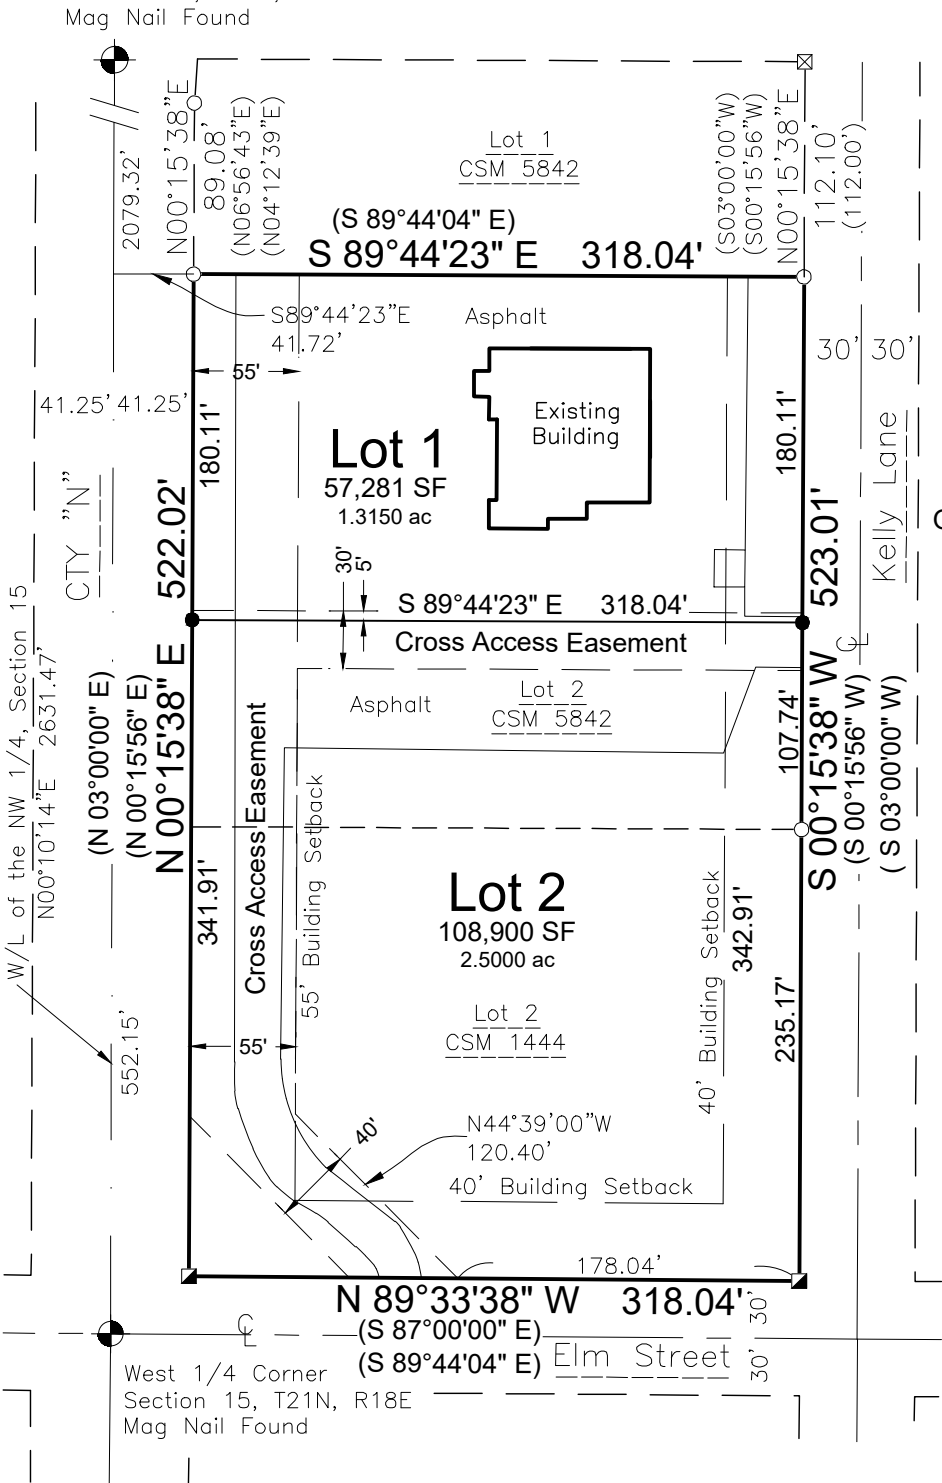 Mag Nail Found
2079.32'
N00°15'38"E
89.08'
(N06°56'43"E)
(N04°12'39"E)
Lot 1
CSM 5842
(S03°00'00"W)
(S00°15'56"W)
N00°15'38"E
112.10'
(112.00')
(S 89°44'04" E)
S 89°44'23" E 318.04'
S89°44'23"E
41.72'
Asphalt
55'
30' 30'
41.25' 41.25'
180.11'
Existing
Building
Lot 1
57,281 SF
1.3150 ac
180.11'
Kelly Lane
CTY "N"
522.02'
523.01'
30'
5'
S 89°44'23" E 318.04'
Cross Access Easement
W/L of the NW 1/4, Section 15
N00°10'14"E 2631.47'
(N 03°00'00" E)
(N 00°15'56" E)
N 00°15'38" E
Asphalt
Lot 2
CSM 5842
107.74'
S 00°15'38" W
(S 00°15'56" W)
( S 03°00'00" W)
CL
341.91'
Cross Access Easement
55' Building Setback
Lot 2
108,900 SF
2.5000 ac
40' Building Setback
342.91'
235.17'
Lot 2
CSM 1444
55'
552.15'
40'
N44°39'00"W
120.40'
40' Building Setback
178.04'
N 89°33'38" W 318.04'
30'
CL
(S 87°00'00" E)
(S 89°44'04" E)
Elm Street
30'
West 1/4 Corner
Section 15, T21N, R18E
Mag Nail Found